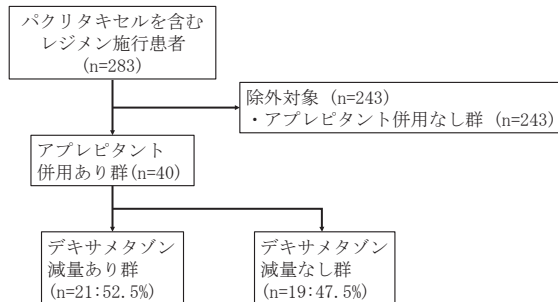 パクリタキセルを含む
レジメン施行患者
(n=283)
除外対象 (n=243)
・アプレピタント併用なし群 (n=243)
アプレピタント
併用あり群(n=40)
デキサメタゾン
減量あり群
(n=21:52.5%)
デキサメタゾン
減量なし群
(n=19:47.5%)